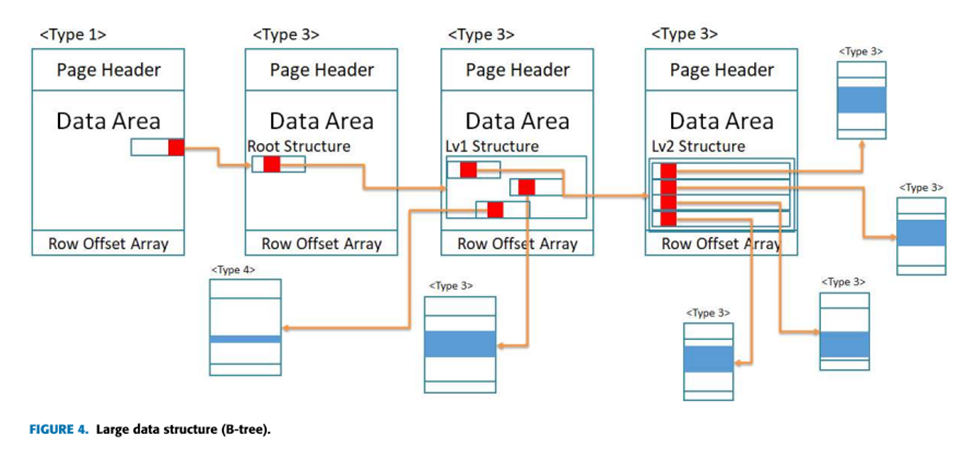 <Type 1>
<Type 3>
<Type 3>
<Type 3>
<Type 3>
Page Header
Page Header
Page Header
Page Header
Data Area
Data Area
Data Area
Data Area
Root Structure
Lv1 Structure
Lv2 Structure
<Type 3>
Row Offset Array
Row Offset Array
Row Offset Array
Row Offset Array
<Type 4>
<Type 3>
<Type 3>
<Type 3>
FIGURE 4. Large data structure (B-tree).